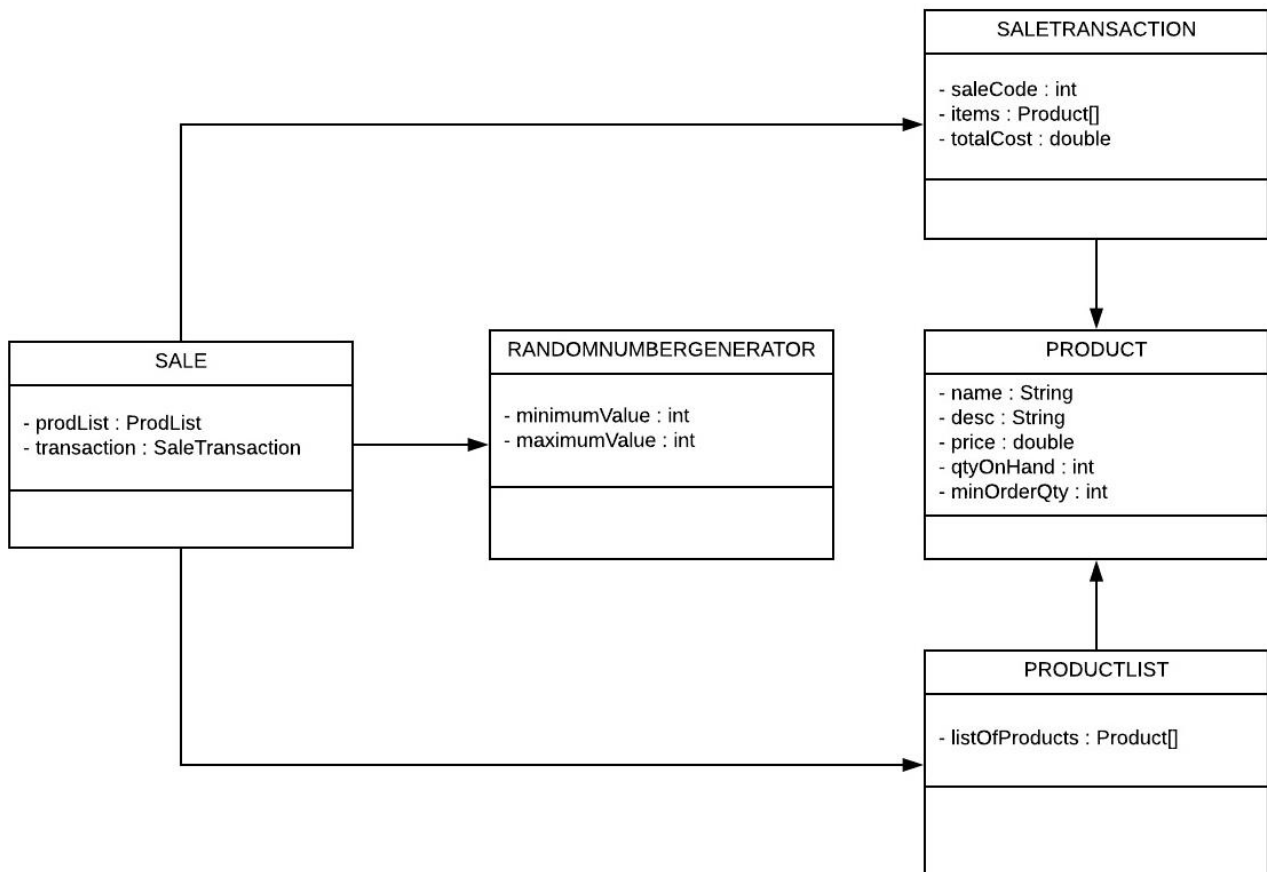 SALETRANSACTION
- saleCode : int
- items : Product[]
- totalCost : double
SALE
- prodList : ProdList
- transaction : SaleTransaction
RANDOMNUMBERGENERATOR
- minimumValue : int
- maximumValue : int
PRODUCT
- name : String
- desc : String
- price : double
- qtyOnHand : int
- minOrderQty : int
PRODUCTLIST
- listOfProducts : Product[]